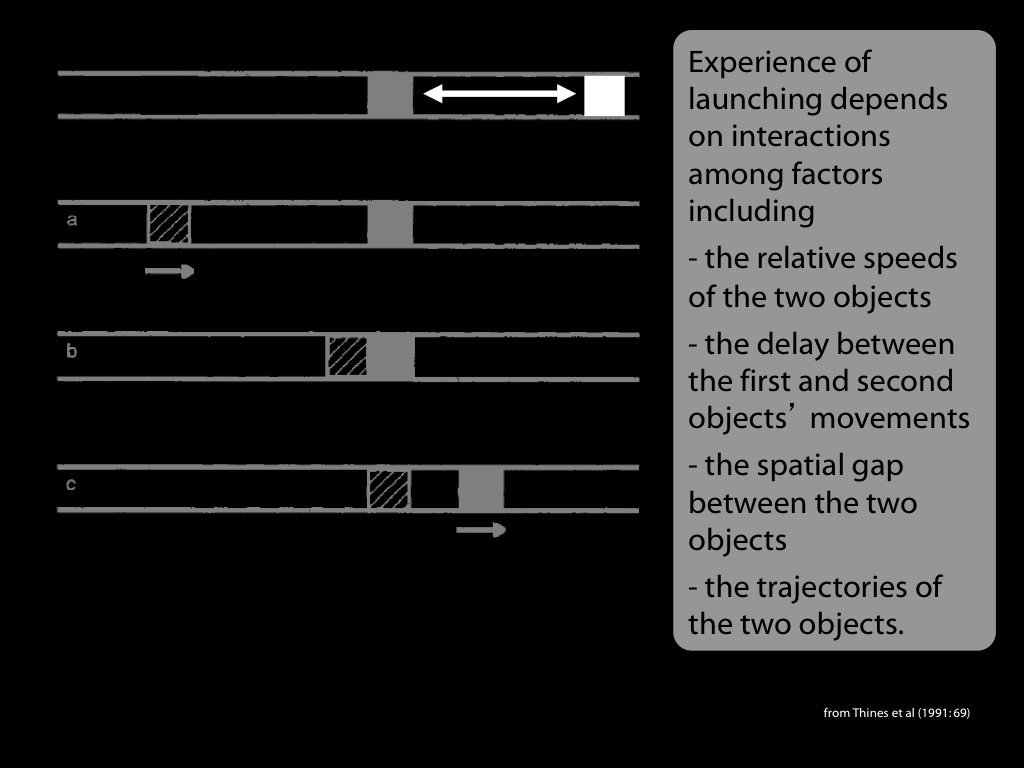 a
b
c
Experience of
launching depends
on interactions
among factors
including
- the relative speeds
of the two objects
- the delay between
the first and second
objects’ movements
- the spatial gap
between the two
objects
- the trajectories of
the two objects.
from Thines et al (1991:69)